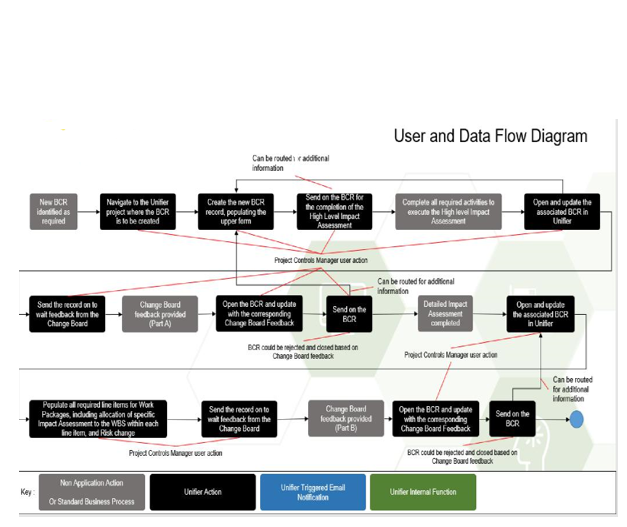 User and Data Flow Diagram
Can be routed for additional
information
New BCR
identified as
required
Navigate to the Unifier
project where the BCR
is to be created
Create the new BCR
record, populating the
upper form
Send on the BCR for
the completion of the
High Level Impact
Assessment
Complete all required activities to
execute the High level Impact
Assessment
Open and update the
associated BCR in
Unifier
Project Controls Manager user action
Can be routed for additional
information
Send the record on to
wait feedback from the
Change Board
Change Board
feedback provided
(Part A)
Open the BCR and update
with the corresponding
Change Board Feedback
Send on the
BCR
Detailed Impact
Assessment
completed
Open and update
the associated BCR
in Unifier
BCR could be rejected and closed based on
Change Board feedback
Project Controls Manager user action
Can be routed
for additional
information
Populate all required line items for Work
Packages, including allocation of specific
Impact Assessment to the WBS within each
line item, and Risk change
Send the record on to
wait feedback from the
Change Board
Change Board
feedback provided
(Part B)
Open the BCR and update
with the corresponding
Change Board Feedback
Send on the
BCR
Project Controls Manager user action
BCR could be rejected and closed based on
Change Board feedback
Key :
Non Application Action
Or Standard Business Process
Unifier Action
Unifier Triggered Email
Notification
Unifier Internal Function